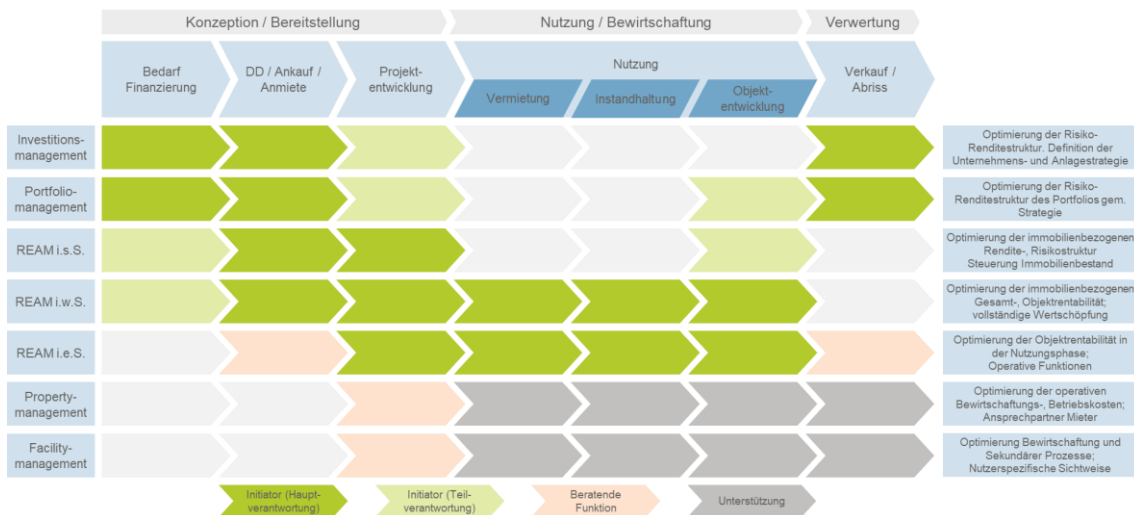 Konzeption / Bereitstellung
Nutzung / Bewirtschaftung
Verwertung
Bedarf
Finanzierung
DD / Ankauf /
Anmiete
Projekt-
entwicklung
Nutzung
Vermietung
Instandhaltung
Objekt-
entwicklung
Verkauf /
Abriss
Investitions-
management
Optimierung der Risiko-
Renditestruktur. Definition der
Unternehmens- und Anlagestrategie
Portfolio-
management
Optimierung der Risiko-
Renditestruktur des Portfolios gem.
Strategie
REAM i.s.S.
Optimierung der immobilienbezogenen
Rendite-, Risikostruktur
Steuerung Immobilienbestand
REAM i.w.S.
Optimierung der immobilienbezogenen
Gesamt-, Objektrentabilität;
vollständige Wertschöpfung
REAM i.e.S.
Optimierung der Objektrentabilität in
der Nutzungsphase;
Operative Funktionen
Property-
management
Optimierung der operativen
Bewirtschaftungs-, Betriebskosten;
Ansprechpartner Mieter
Facility-
management
Optimierung Bewirtschaftung und
Sekundärer Prozesse;
Nutzerspezifische Sichtweise
Initiator (Haupt-
verantwortung)
Initiator (Teil-
verantwortung)
Beratende
Funktion
Unterstützung